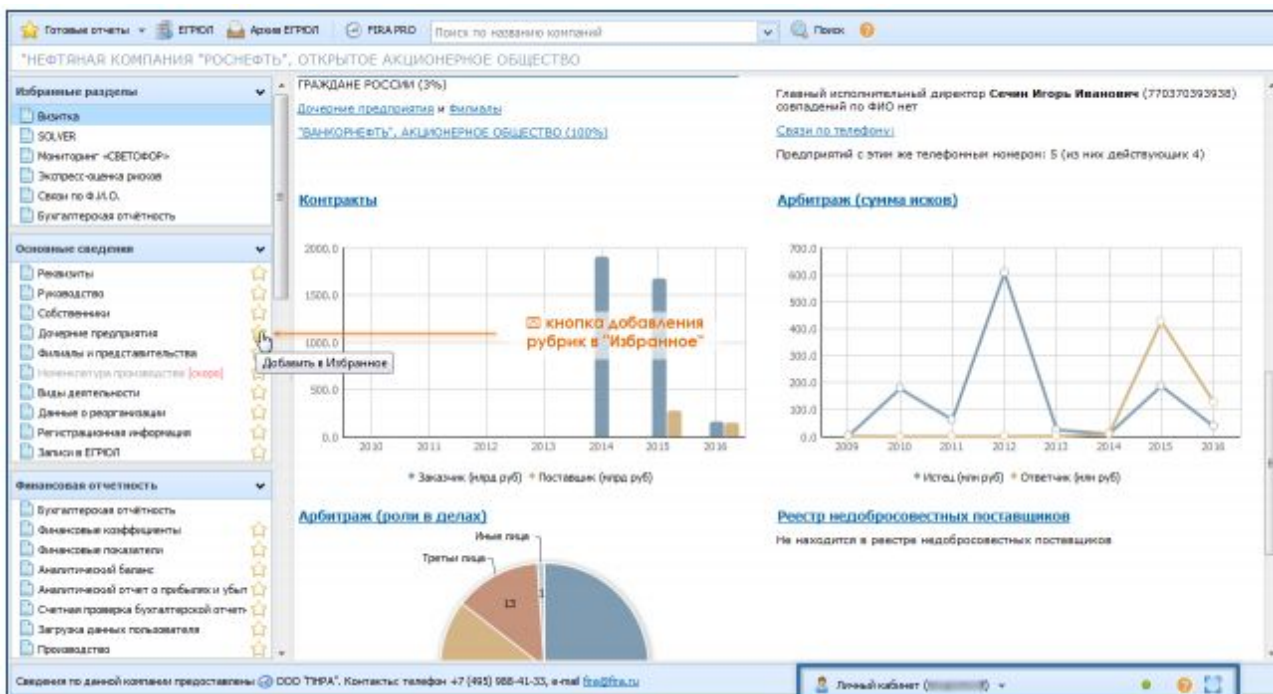 Готовые отчеты ЕГРЮЛ Архив ЕГРЮЛ FIRA PRO Поиск по названию компаний Поиск
"НЕФТЯНАЯ КОМПАНИЯ "РОСНЕФТЬ", ОТКРЫТОЕ АКЦИОНЕРНОЕ ОБЩЕСТВО
Избранные разделы
Визитка
SOLVER
Мониторинг «СВЕТОФОР»
Экспресс-оценка рисков
Связи по Ф.И.О.
Бухгалтерская отчётность
Основные сведения
Реквизиты
Руководство
Собственники
Дочерние предприятия
Филиалы и представительства
Добавить в Избранное
Номенклатура производства [скоро]
Виды деятельности
Данные о реорганизации
Регистрационная информация
Записи в ЕГРЮЛ
Финансовая отчетность
Бухгалтерская отчётность
Финансовые коэффициенты
Финансовые показатели
Аналитический баланс
Аналитический отчет о прибылях и убыт
Счетная проверка бухгалтерской отчетн
Загрузка данных пользователя
Производство
ГРАЖДАНЕ РОССИИ (3%)
Дочерние предприятия и Филиалы
"ВАНКОРНЕФТЬ", АКЦИОНЕРНОЕ ОБЩЕСТВО (100%)
Главный исполнительный директор Сечин Игорь Иванович (770370393938)
совпадений по ФИО нет
Связи по телефону:
Предприятий с этим же телефонным номером: 5 (из них действующих 4)
Контракты
2000.0
1500.0
1000.0
500.0
0.0
2010 2011 2012 2013 2014 2015 2016
кнопка добавления
рубрик в "Избранное"
Заказчик (млрд руб) Поставщик (млрд руб)
Арбитраж (сумма исков)
700.0
600.0
500.0
400.0
300.0
200.0
100.0
0.0
2009 2010 2011 2012 2013 2014 2015 2016
Истец (млн руб) Ответчик (млн руб)
Арбитраж (роли в делах)
Иные лица
Третьи лица
13
1
Реестр недобросовестных поставщиков
Не находится в реестре недобросовестных поставщиков
Сведения по данной компании предоставлены ООО "ФИРА". Контакты: телефон +7 (495) 988-41-33, e-mail fira@fira.ru
Личный кабинет